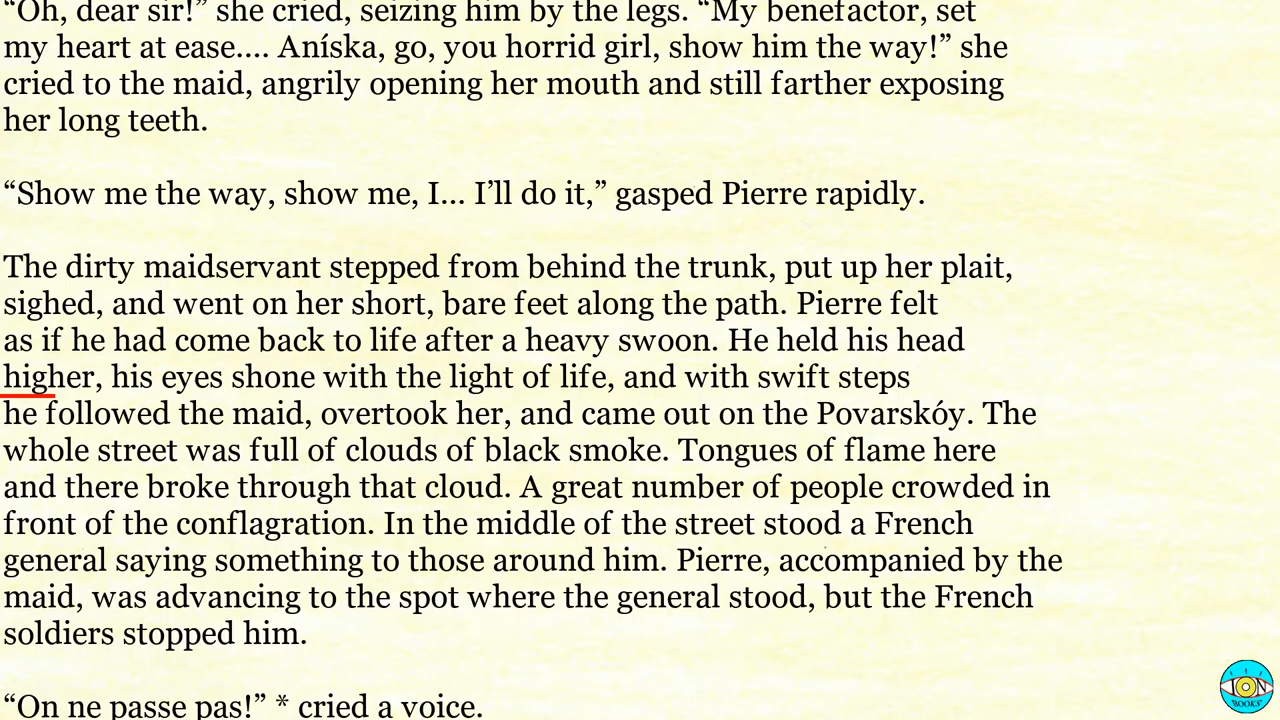 “Oh, dear sir!” she cried, seizing him by the legs. “My benefactor, set
my heart at ease.... Aníska, go, you horrid girl, show him the way!” she
cried to the maid, angrily opening her mouth and still farther exposing
her long teeth.
“Show me the way, show me, I... I’ll do it,” gasped Pierre rapidly.
The dirty maidservant stepped from behind the trunk, put up her plait,
sighed, and went on her short, bare feet along the path. Pierre felt
as if he had come back to life after a heavy swoon. He held his head
higher, his eyes shone with the light of life, and with swift steps
he followed the maid, overtook her, and came out on the Povarskóy. The
whole street was full of clouds of black smoke. Tongues of flame here
and there broke through that cloud. A great number of people crowded in
front of the conflagration. In the middle of the street stood a French
general saying something to those around him. Pierre, accompanied by the
maid, was advancing to the spot where the general stood, but the French
soldiers stopped him.
“On ne passe pas!” * cried a voice.
ION
BOOKS